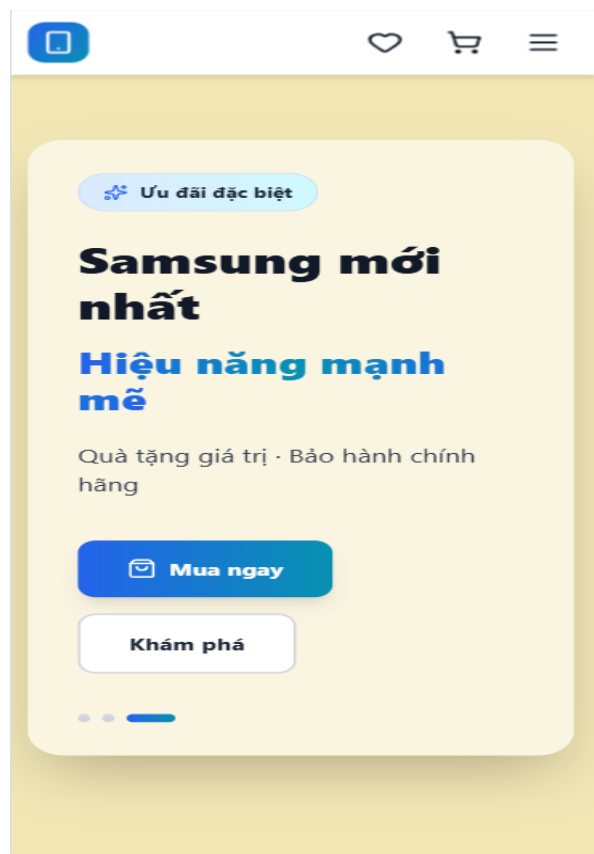 Ưu đãi đặc biệt
Samsung mới
nhất
Hiệu năng mạnh
mẽ
Quà tặng giá trị · Bảo hành chính
hãng
Mua ngay
Khám phá